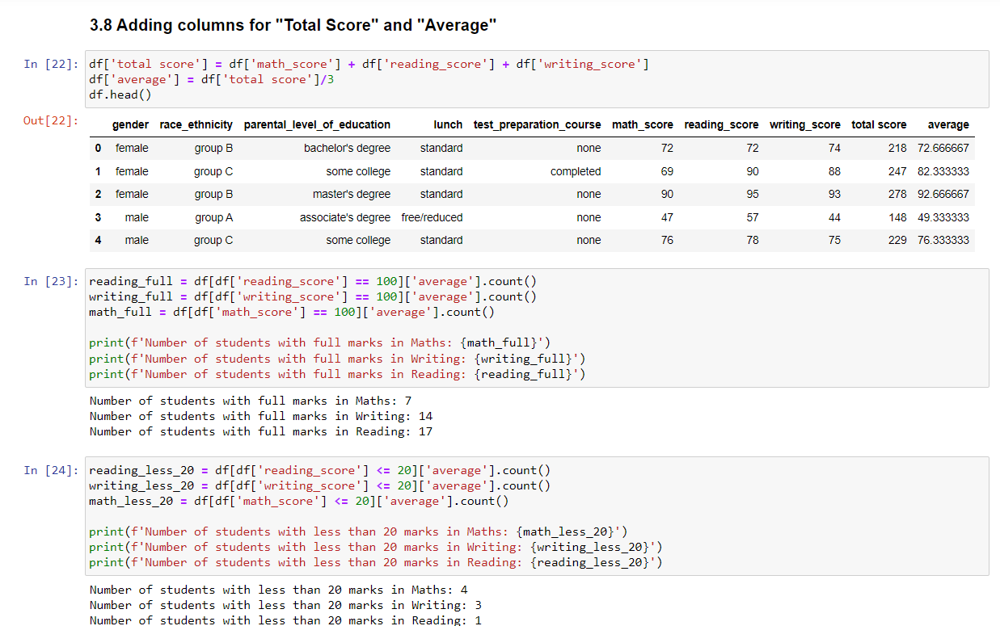 3.8 Adding columns for "Total Score" and "Average"
In [22]: df['total score'] = df['math_score'] + df['reading_score'] + df['writing_score']
df['average'] = df['total score']/3
df.head()
Out[22]:
gender race_ethnicity parental_level_of_education lunch test_preparation_course math_score reading_score writing_score total score average
0 female group B bachelor's degree standard none 72 72 74 218 72.666667
1 female group C some college standard completed 69 90 88 247 82.333333
2 female group B master's degree standard none 90 95 93 278 92.666667
3 male group A associate's degree free/reduced none 47 57 44 148 49.333333
4 male group C some college standard none 76 78 75 229 76.333333
In [23]: reading_full = df[df['reading_score'] == 100]['average'].count()
writing_full = df[df['writing_score'] == 100]['average'].count()
math_full = df[df['math_score'] == 100]['average'].count()
print(f'Number of students with full marks in Maths: {math_full}')
print(f'Number of students with full marks in Writing: {writing_full}')
print(f'Number of students with full marks in Reading: {reading_full}')
Number of students with full marks in Maths: 7
Number of students with full marks in Writing: 14
Number of students with full marks in Reading: 17
In [24]: reading_less_20 = df[df['reading_score'] <= 20]['average'].count()
writing_less_20 = df[df['writing_score'] <= 20]['average'].count()
math_less_20 = df[df['math_score'] <= 20]['average'].count()
print(f'Number of students with less than 20 marks in Maths: {math_less_20}')
print(f'Number of students with less than 20 marks in Writing: {writing_less_20}')
print(f'Number of students with less than 20 marks in Reading: {reading_less_20}')
Number of students with less than 20 marks in Maths: 4
Number of students with less than 20 marks in Writing: 3
Number of students with less than 20 marks in Reading: 1